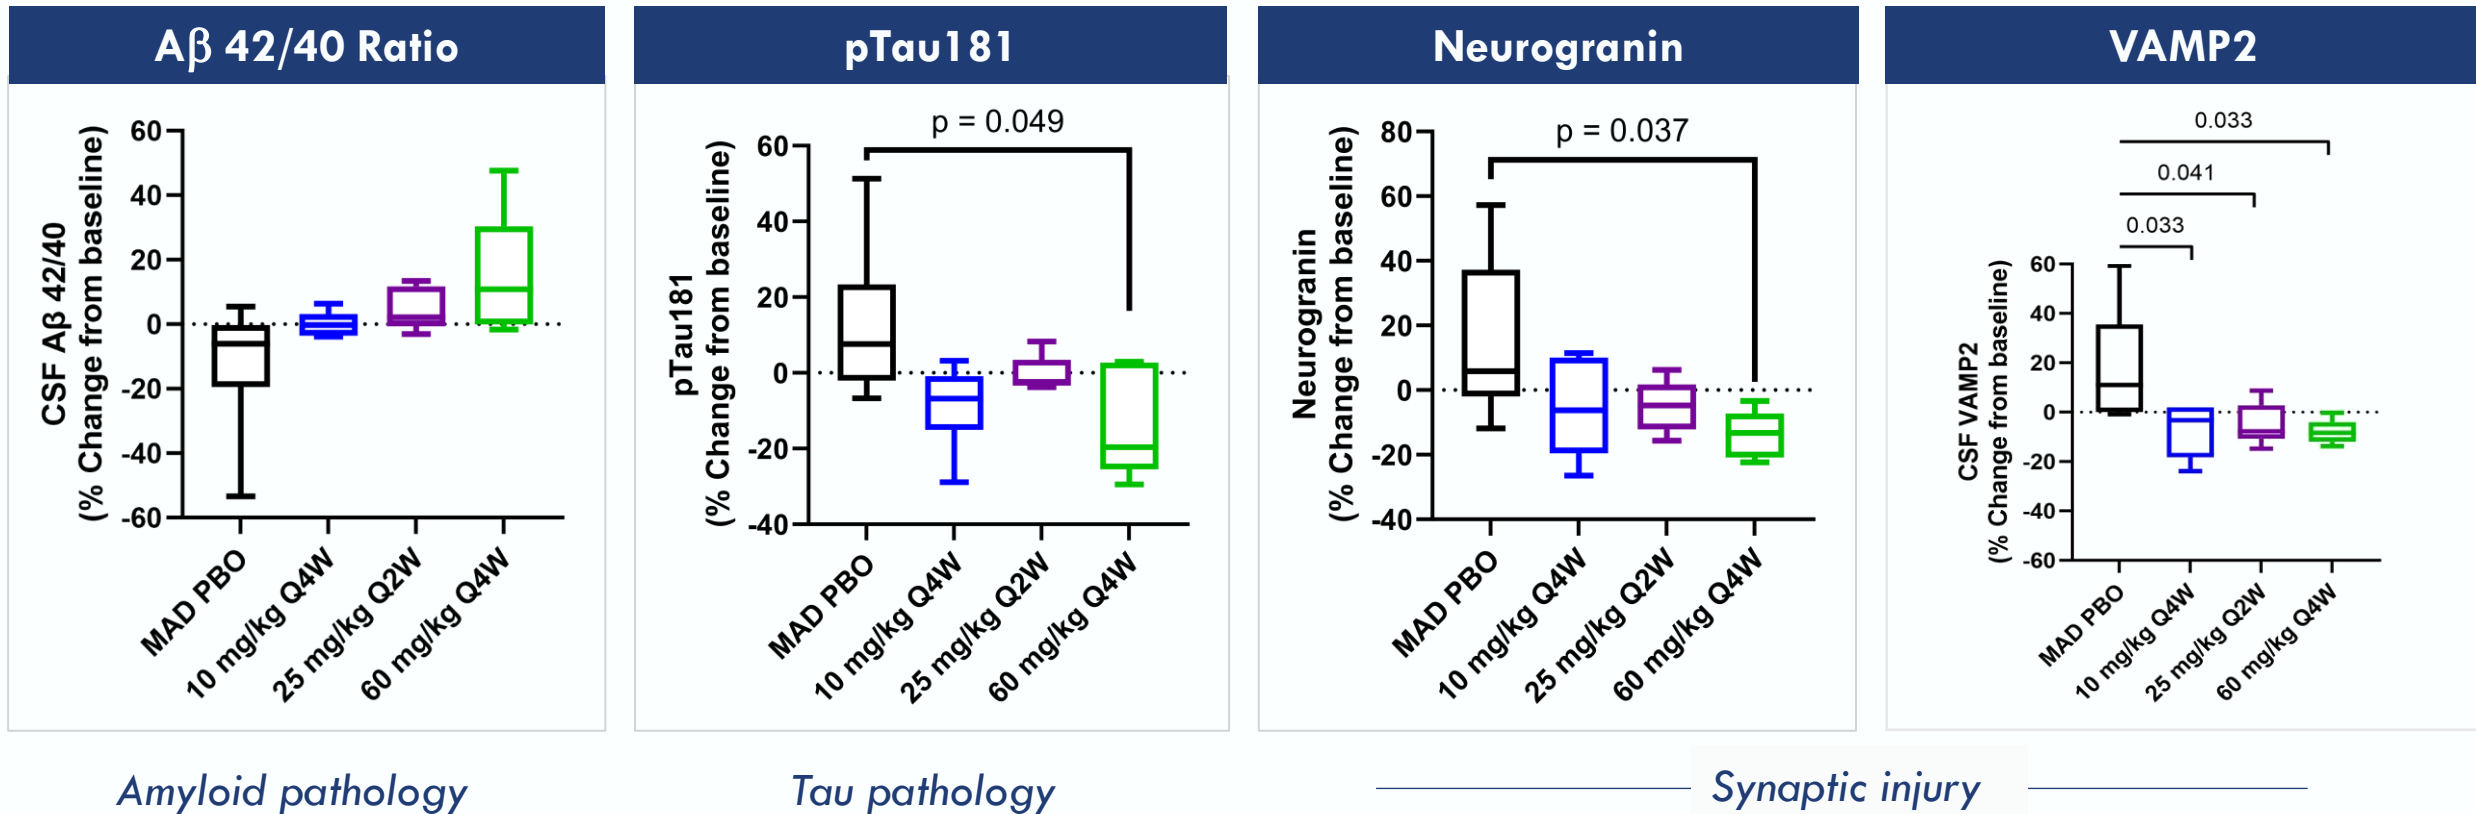 Aβ 42/40 Ratio
CSF Aβ 42/40
(% Change from baseline)
60
40
20
0
-20
-40
-60
MAD PBO
10 mg/kg Q4W
25 mg/kg Q2W
60 mg/kg Q4W
Amyloid pathology
pTau181
p = 0.049
pTau181
(% Change from baseline)
60
40
20
0
-20
-40
MAD PBO
10 mg/kg Q4W
25 mg/kg Q2W
60 mg/kg Q4W
Tau pathology
Neurogranin
p = 0.037
Neurogranin
(% Change from baseline)
80
60
40
20
0
-20
-40
MAD PBO
10 mg/kg Q4W
25 mg/kg Q2W
60 mg/kg Q4W
VAMP2
0.033
0.041
0.033
CSF VAMP2
(% Change from baseline)
60
40
20
0
-20
-40
-60
MAD PBO
10 mg/kg Q4W
25 mg/kg Q2W
60 mg/kg Q4W
Synaptic injury